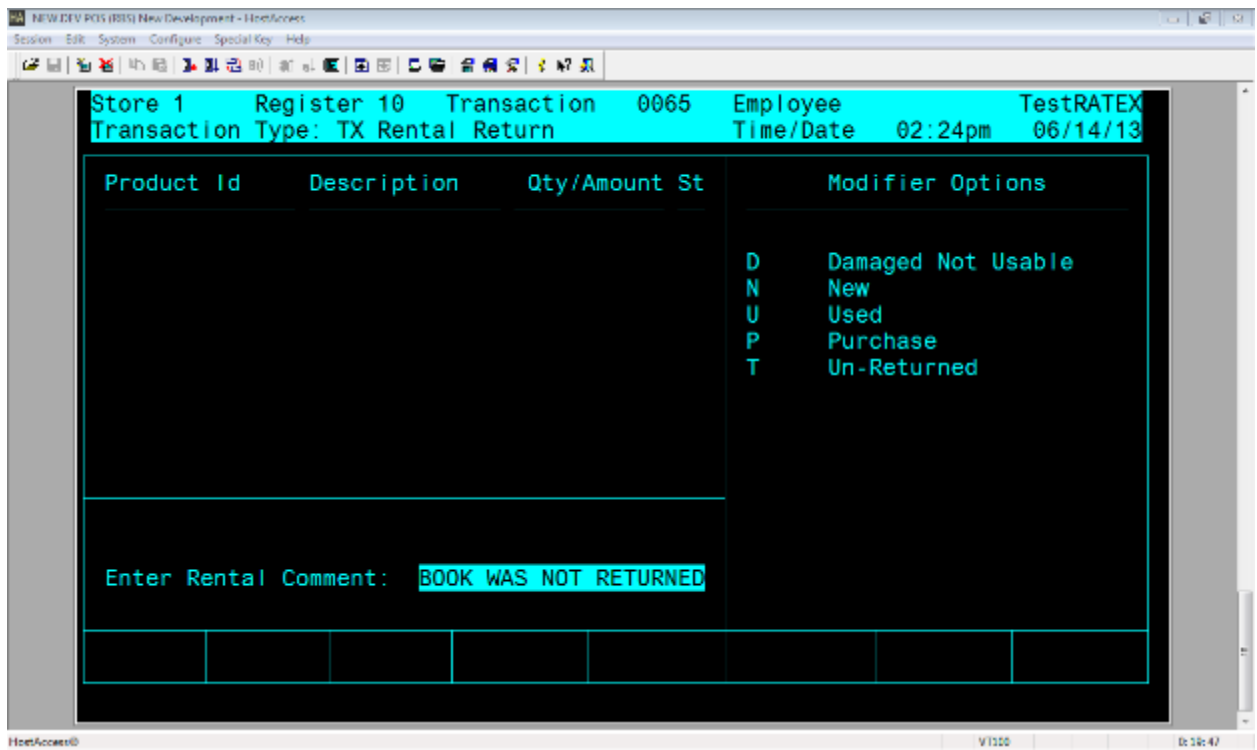 NEW.DEV POS (RBS) New Development - HostAccess
Session Edit System Configure Special Key Help
Store 1 Register 10 Transaction 0065 Employee TestRATEX
Transaction Type: TX Rental Return Time/Date 02:24pm 06/14/13
Product Id Description Qty/Amount St Modifier Options
D Damaged Not Usable
N New
U Used
P Purchase
T Un-Returned
Enter Rental Comment: BOOK WAS NOT RETURNED
HostAccess© VT100 0:19:47